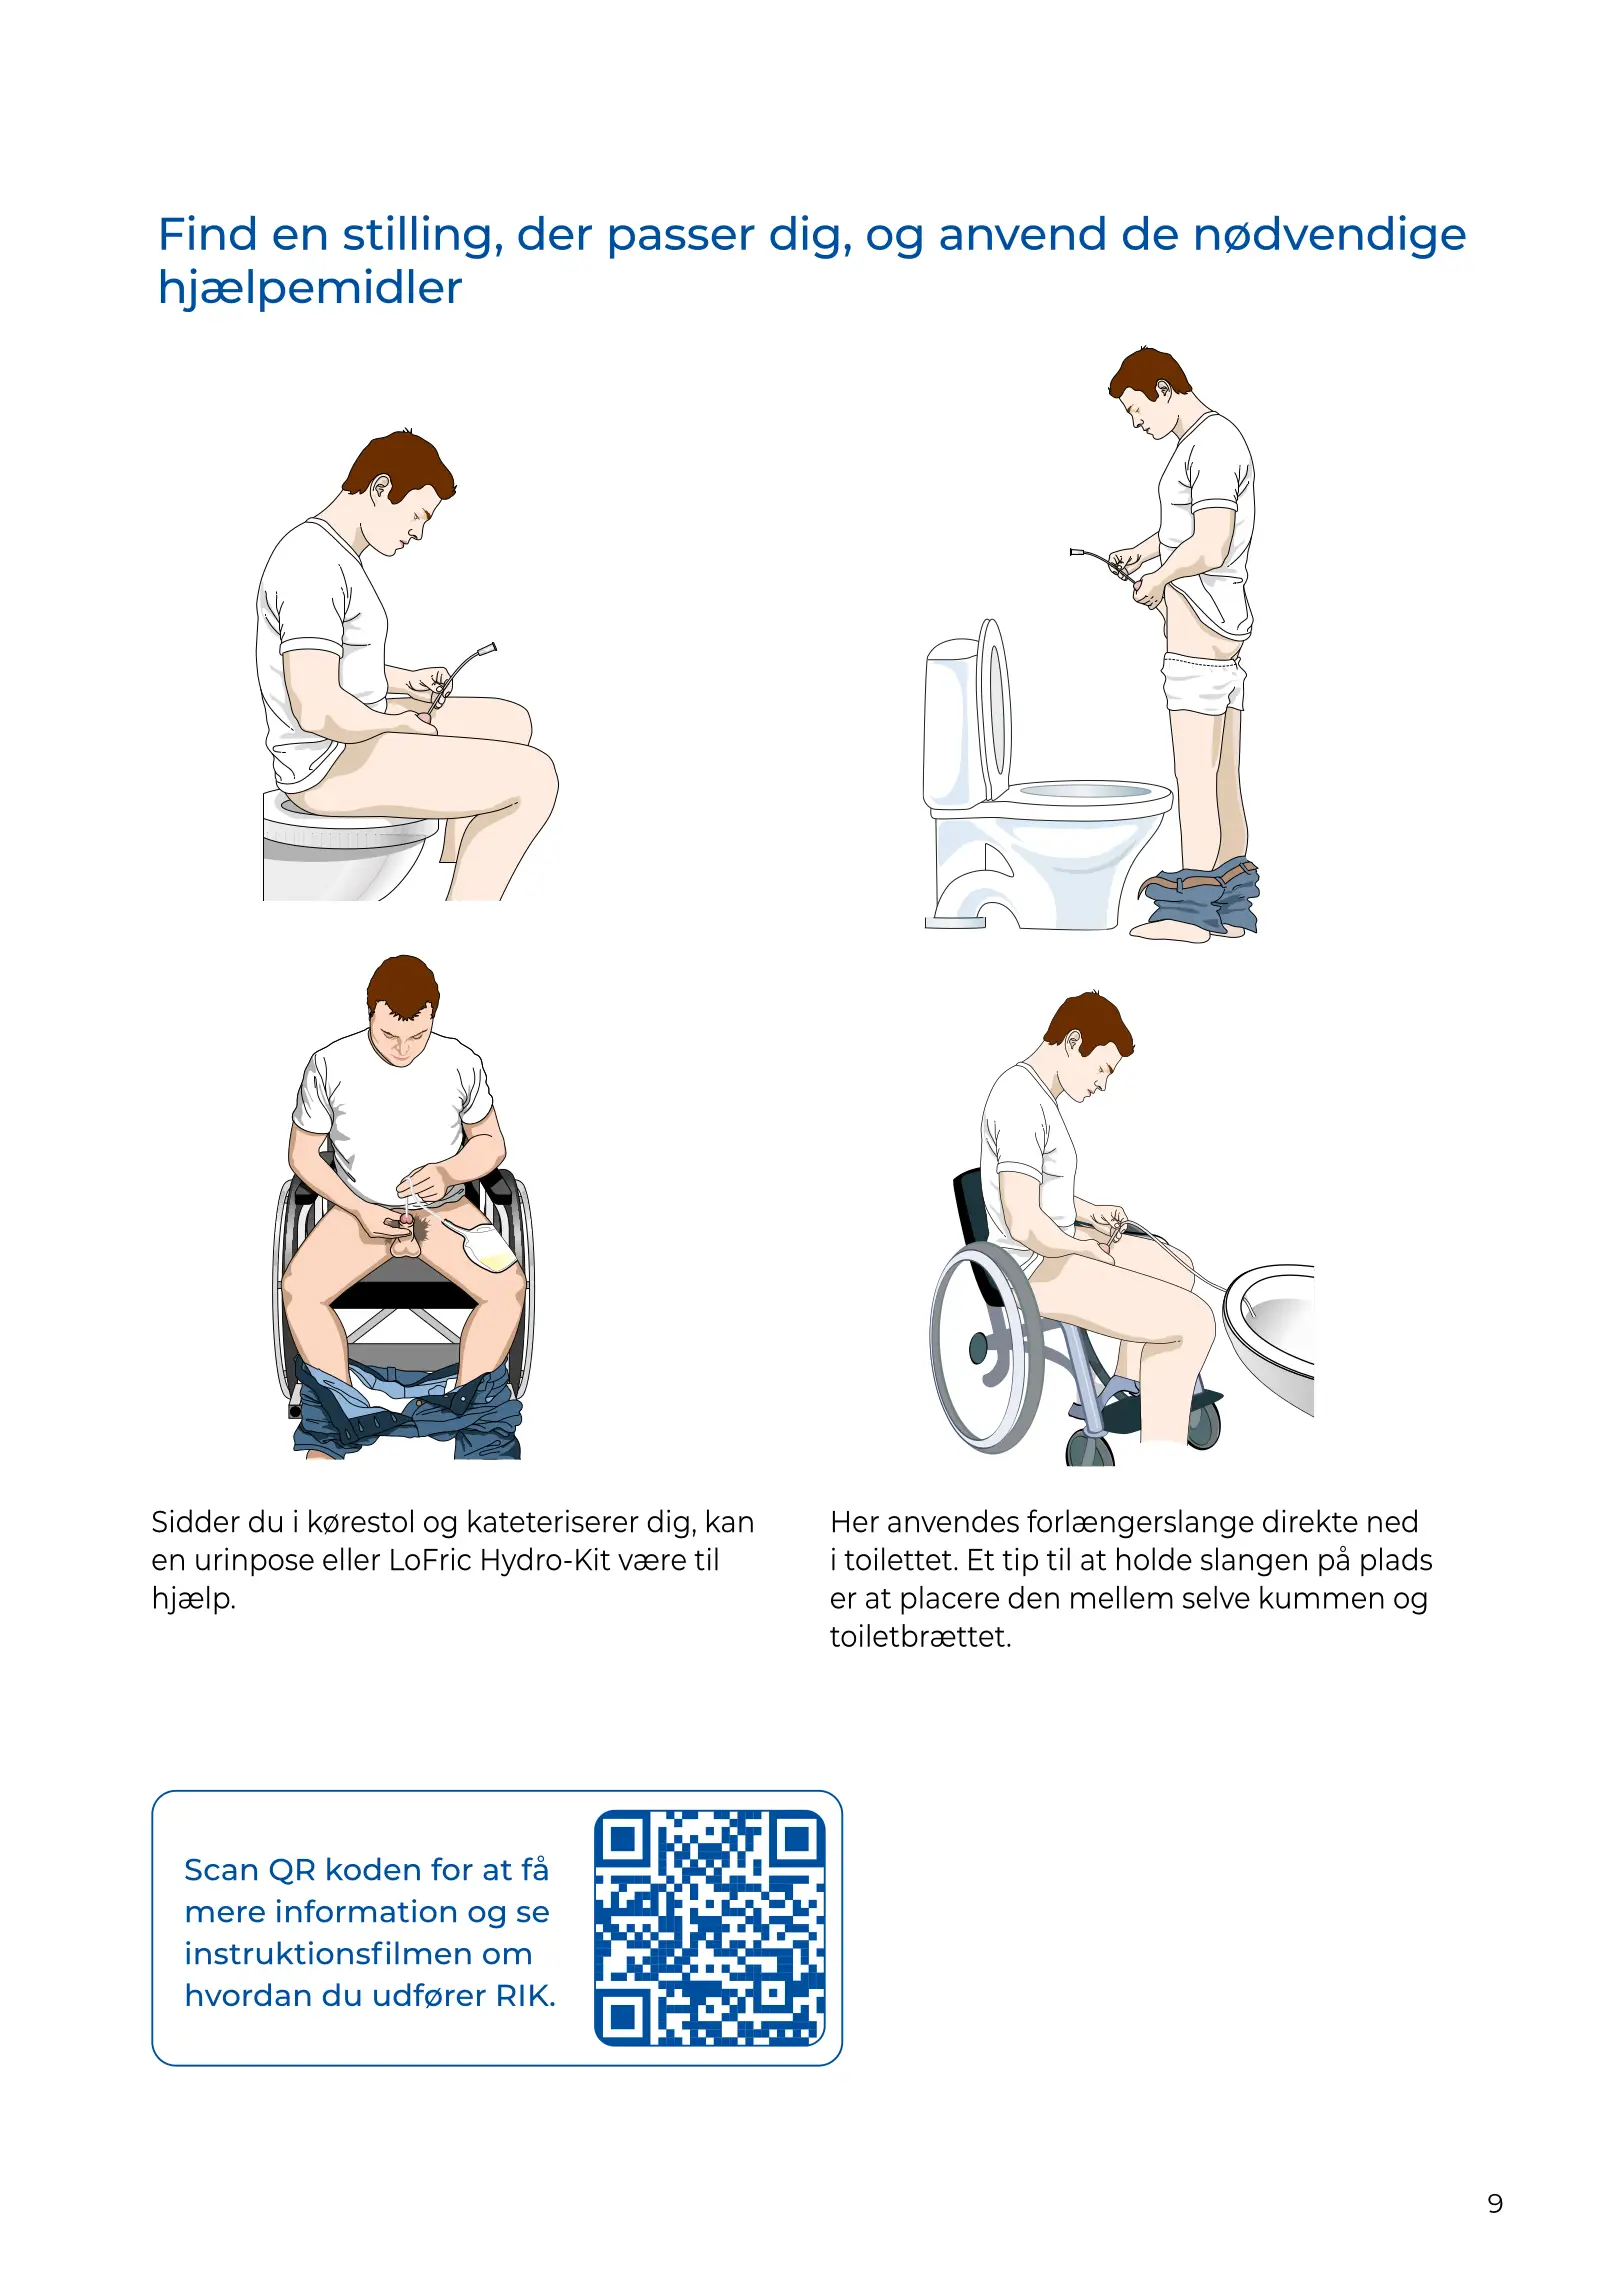 Find en stilling, der passer dig, og anvend de nødvendige
hjælpemidler
Sidder du i kørestol og kateteriserer dig, kan
en urinpose eller LoFric Hydro-Kit være til
hjælp.
Her anvendes forlængerslange direkte ned
i toilettet. Et tip til at holde slangen på plads
er at placere den mellem selve kummen og
toiletbrættet.
Scan QR koden for at få
mere information og se
instruktionsfilmen om
hvordan du udfører RIK.
9